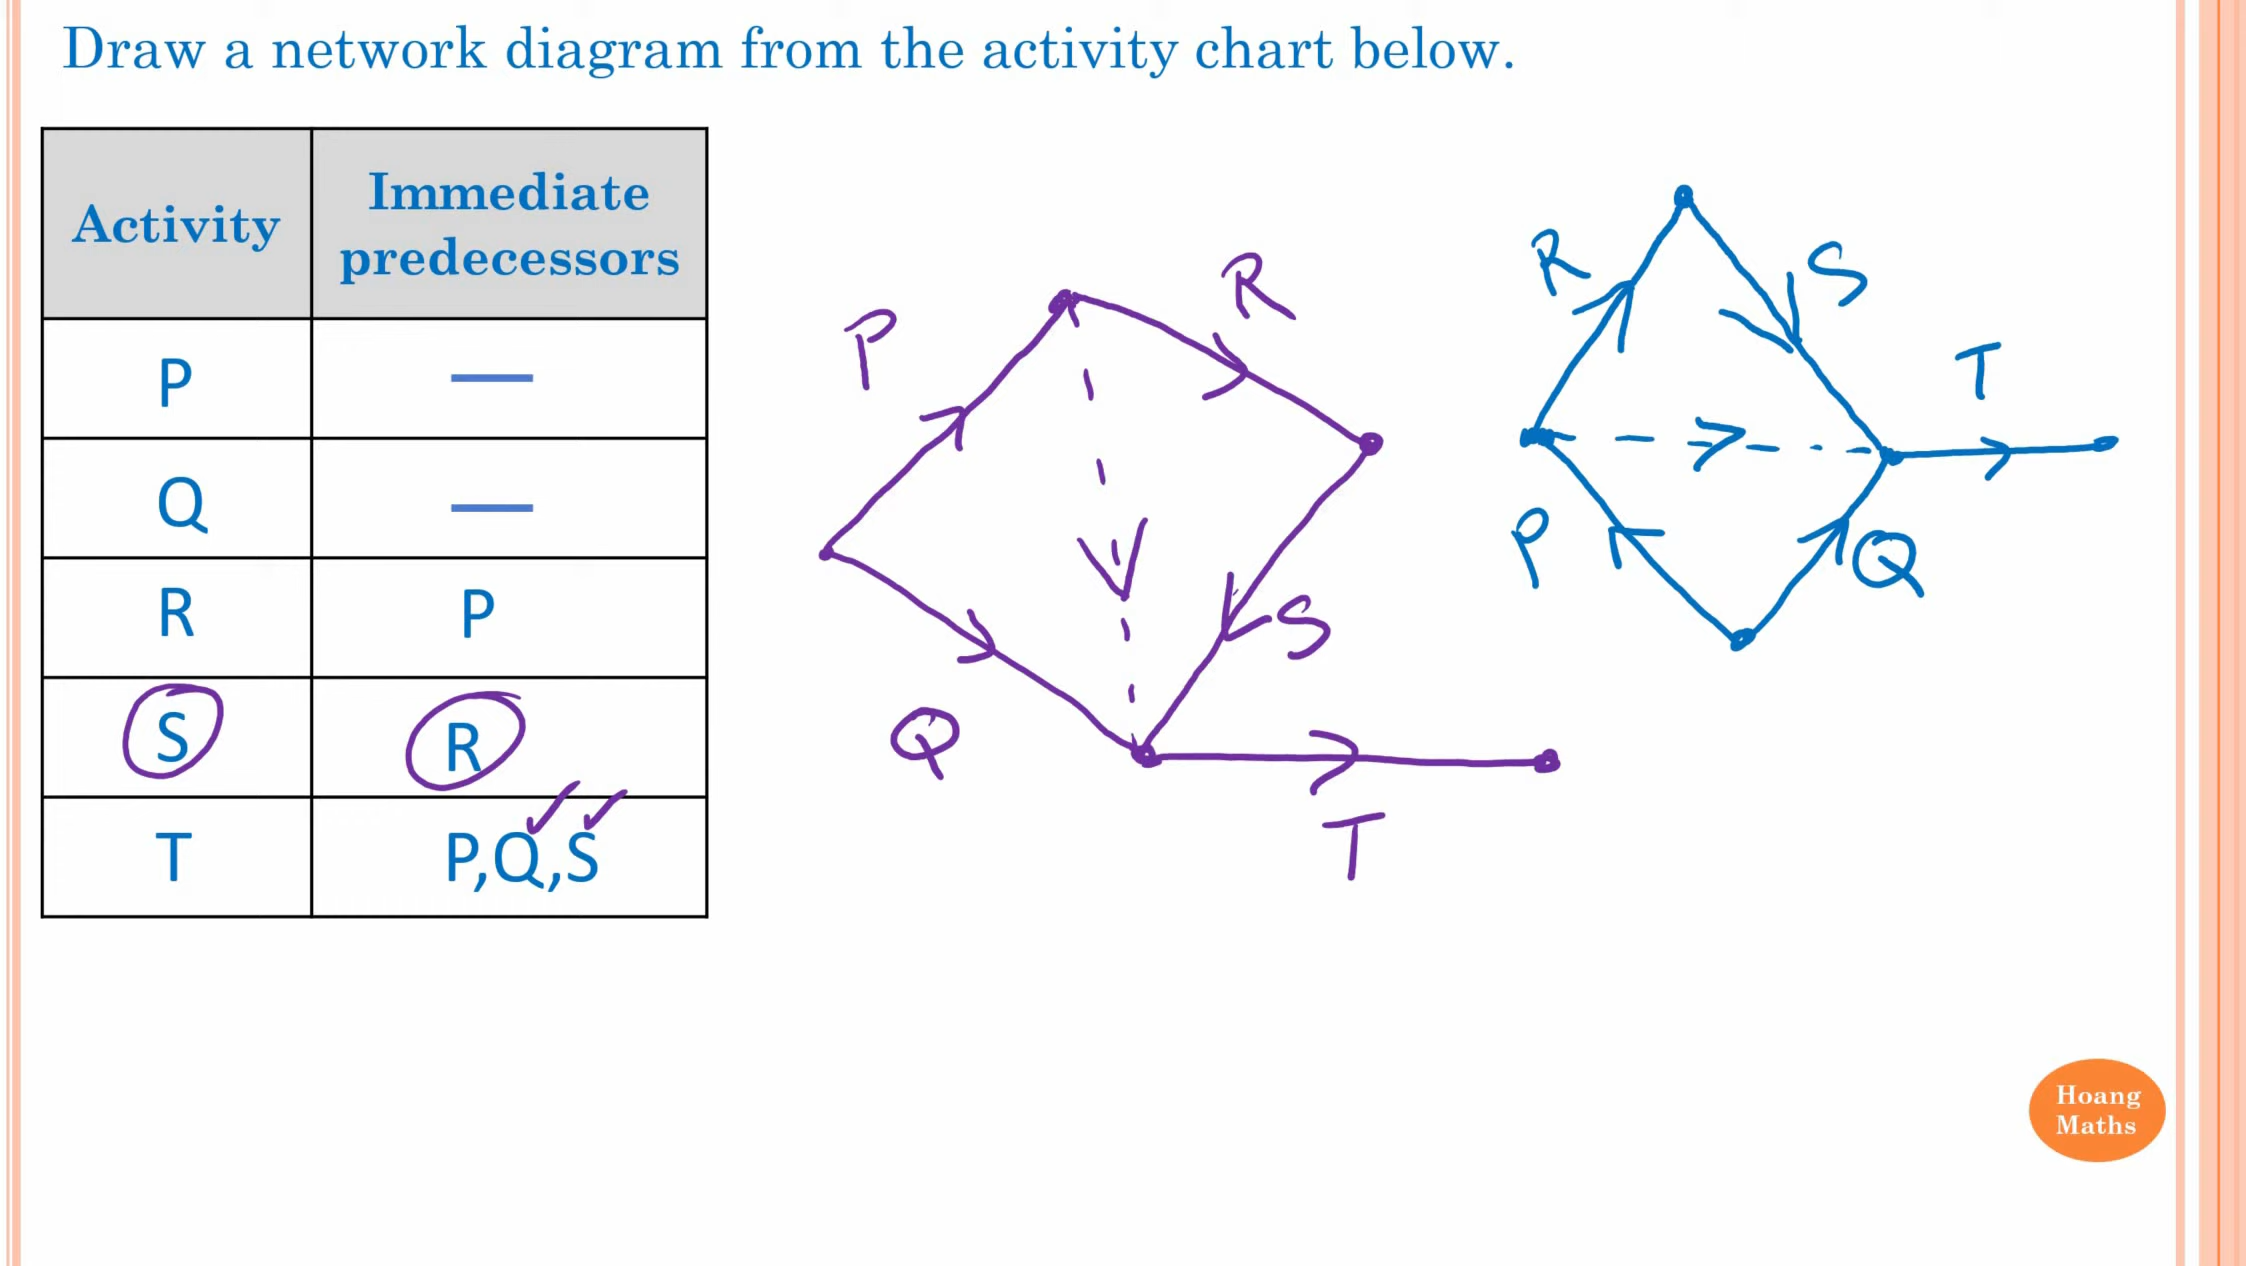 Draw a network diagram from the activity chart below.
Activity
Immediate
predecessors
P
—
Q
—
R
P
S
R
T
P,Q,S
P
R
Q
S
T
R
S
T
P
Q
Hoang
Maths